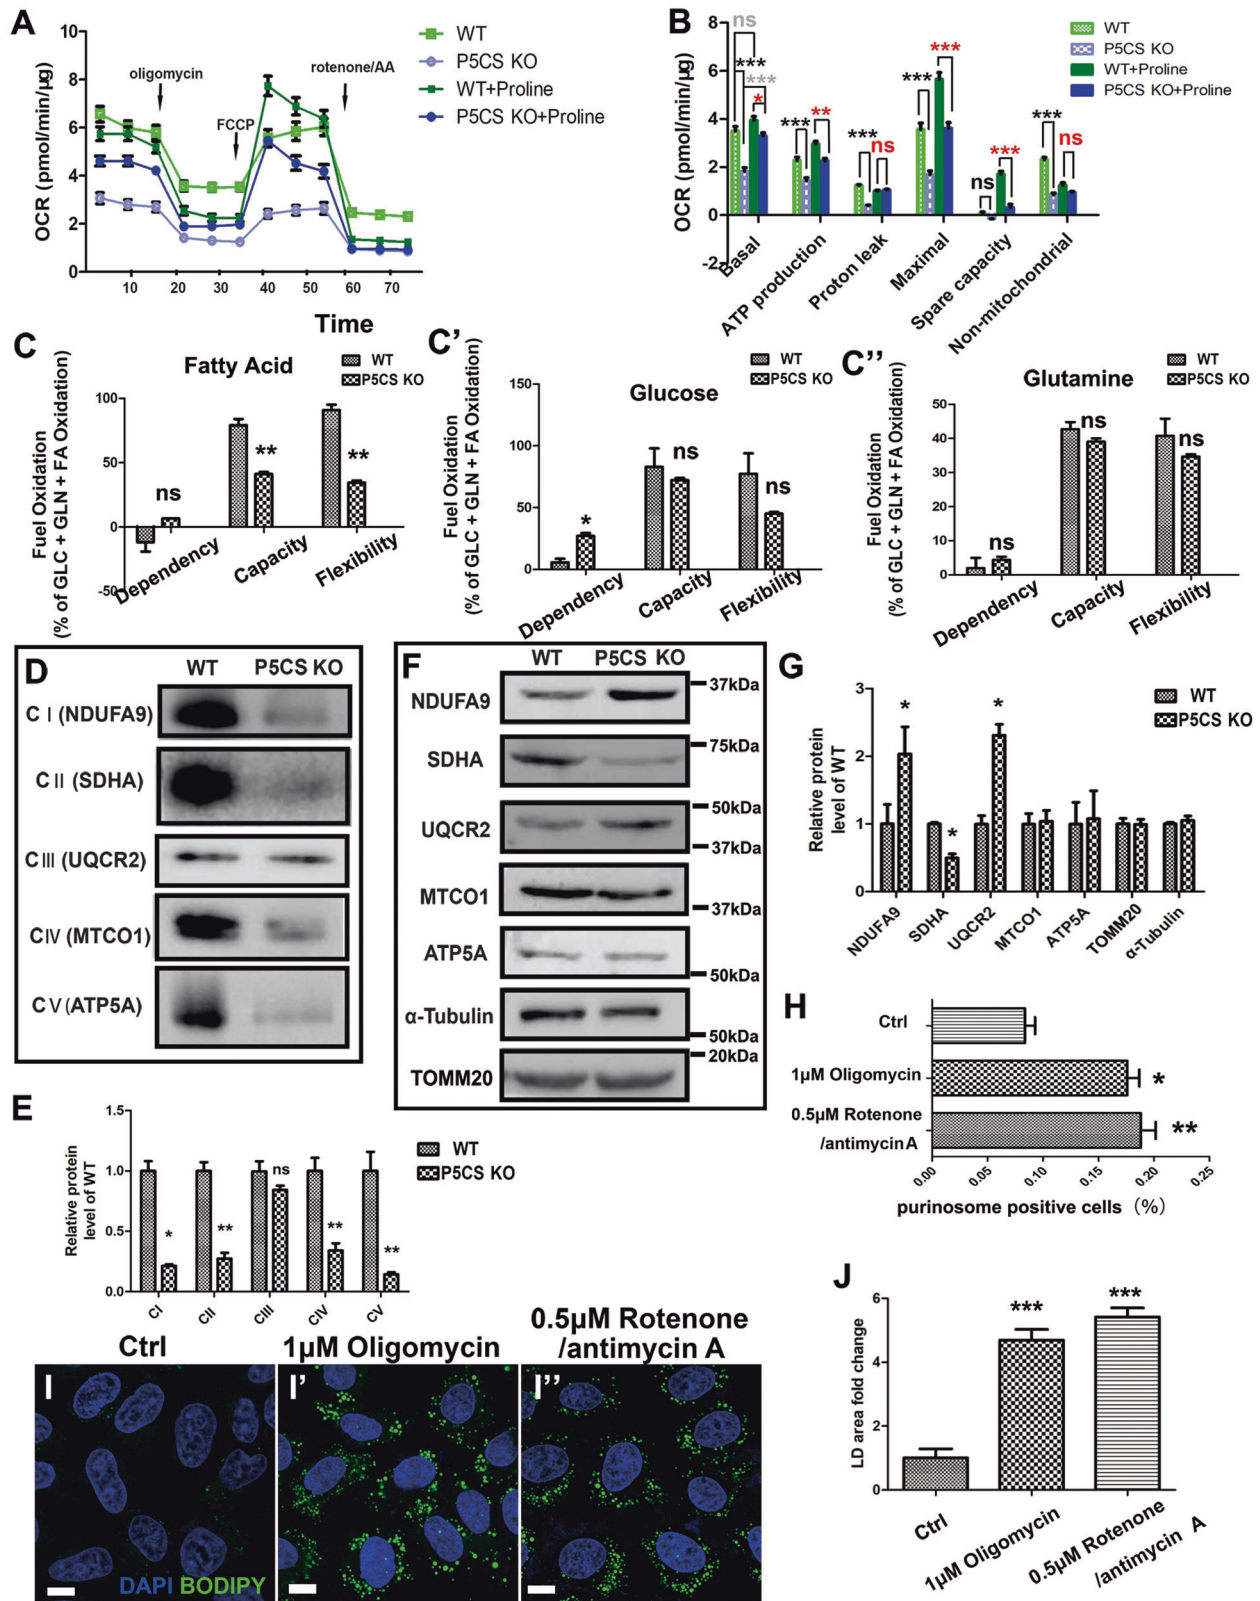 A
OCR (pmol/min/μg)
10
8
6
4
2
0
10 20 30 40 50 60 70
Time
oligomycin
FCCP
rotenone/AA
WT
P5CS KO
WT+Proline
P5CS KO+Proline
B
OCR (pmol/min/μg)
8
6
4
2
0
-2
ns
***
***
*
***
**
***
ns
***
***
ns
***
***
ns
WT
P5CS KO
WT+Proline
P5CS KO+Proline
Basal
ATP production
Proton leak
Maximal
Spare capacity
Non-mitochondrial
C
Fatty Acid
WT
P5CS KO
Fuel Oxidation
(% of GLC + GLN + FA Oxidation)
100
50
0
-50
ns
**
**
Dependency
Capacity
Flexibility
C'
Glucose
WT
P5CS KO
Fuel Oxidation
(% of GLC + GLN + FA Oxidation)
150
100
50
0
*
ns
ns
Dependency
Capacity
Flexibility
C''
Glutamine
WT
P5CS KO
Fuel Oxidation
(% of GLC + GLN + FA Oxidation)
50
40
30
20
10
0
ns
ns
ns
Dependency
Capacity
Flexibility
D
WT P5CS KO
C I (NDUFA9)
C II (SDHA)
C III (UQCR2)
C IV (MTCO1)
C V (ATP5A)
F
WT P5CS KO
NDUFA9
37kDa
SDHA
75kDa
UQCR2
50kDa
37kDa
MTCO1
37kDa
ATP5A
50kDa
α-Tubulin
50kDa
20kDa
TOMM20
G
Relative protein
level of WT
3
2
1
0
*
*
*
WT
P5CS KO
NDUFA9
SDHA
UQCR2
MTCO1
ATP5A
TOMM20
α-Tubulin
H
Ctrl
1μM Oligomycin
*
0.5μM Rotenone
/antimycin A
**
0.00 0.05 0.10 0.15 0.20 0.25
purinosome positive cells (%)
E
Relative protein
level of WT
1.5
1.0
0.5
0.0
*
**
ns
**
**
WT
P5CS KO
CI
CII
CIII
CIV
CV
Ctrl
1μM Oligomycin
0.5μM Rotenone
/antimycin A
I
I'
I''
DAPI BODIPY
J
LD area fold change
6
4
2
0
***
***
Ctrl
1μM Oligomycin
0.5μM Rotenone
/antimycin A